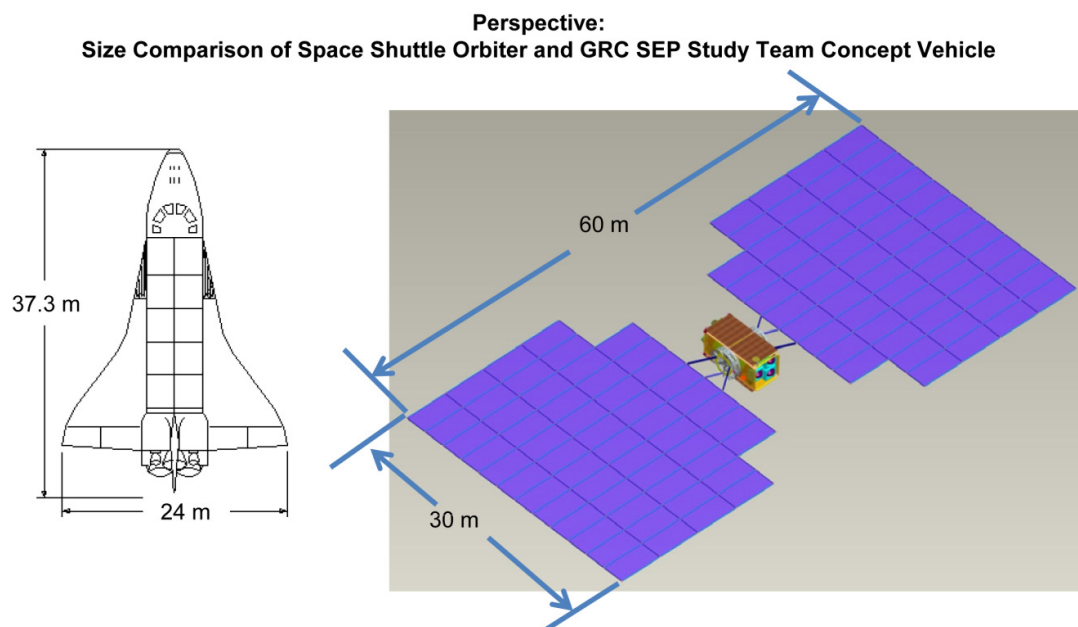 Perspective:
Size Comparison of Space Shuttle Orbiter and GRC SEP Study Team Concept Vehicle
60 m
37.3 m
30 m
24 m